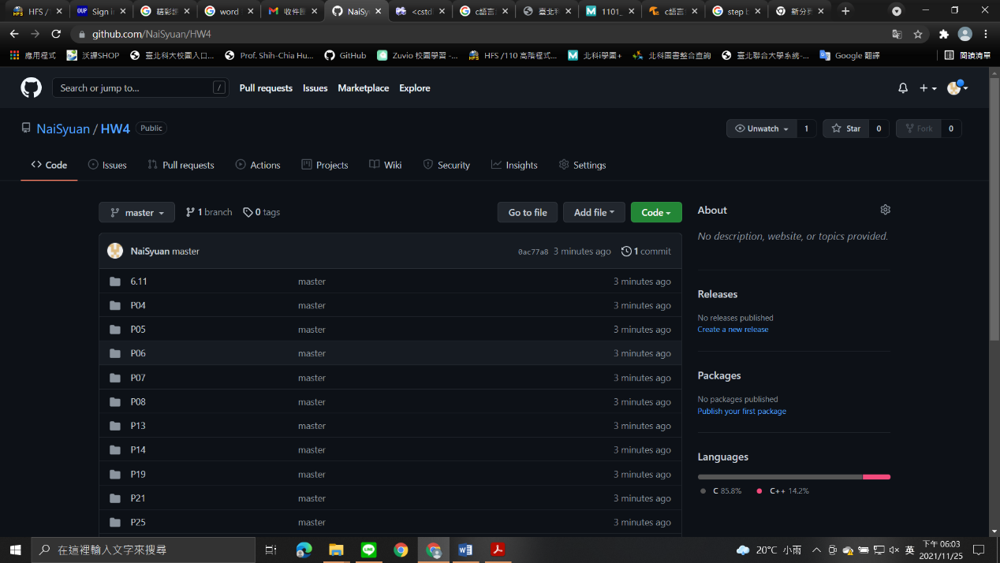 HFS /
Sign i
精彩
word
收件
NaiSy
<cstd
c語言
臺北
1101_
c語言
step b
新分
github.com/NaiSyuan/HW4
應用程式
沃課SHOP
臺北科大校園入口...
Prof. Shih-Chia Hu...
GitHub
Zuvio 校園學習 -...
HFS /110 高階程式...
北科i學園+
北科圖書整合查詢
臺北聯合大學系統-...
Google 翻譯
閱讀清單
Search or jump to...
/
Pull requests
Issues
Marketplace
Explore
NaiSyuan / HW4
Public
Unwatch
1
Star
0
Fork
0
Code
Issues
Pull requests
Actions
Projects
Wiki
Security
Insights
Settings
master
1 branch
0 tags
Go to file
Add file
Code
NaiSyuan master
0ac77a8 3 minutes ago
1 commit
6.11 master 3 minutes ago
P04 master 3 minutes ago
P05 master 3 minutes ago
P06 master 3 minutes ago
P07 master 3 minutes ago
P08 master 3 minutes ago
P13 master 3 minutes ago
P14 master 3 minutes ago
P19 master 3 minutes ago
P21 master 3 minutes ago
P25 master 3 minutes ago
About
No description, website, or topics provided.
Releases
No releases published
Create a new release
Packages
No packages published
Publish your first package
Languages
C 85.8%
C++ 14.2%
在這裡輸入文字來搜尋
20°C 小雨
英
下午 06:03
2021/11/25